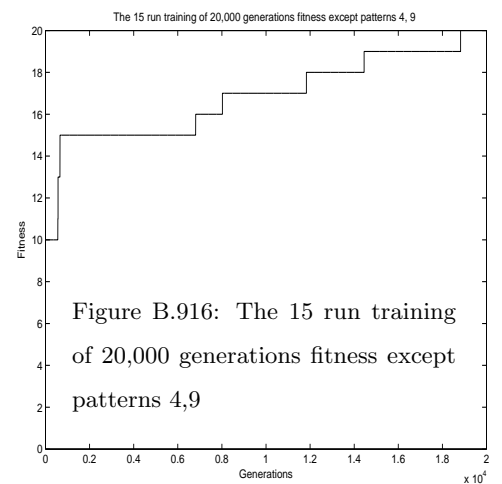 The 15 run training of 20,000 generations fitness except patterns 4, 9
20
18
16
14
12
10
8
6
4
2
0
Fitness
Figure B.916: The 15 run training
of 20,000 generations fitness except
patterns 4,9
0 0.2 0.4 0.6 0.8 1 1.2 1.4 1.6 1.8 2
Generations
x 10^4